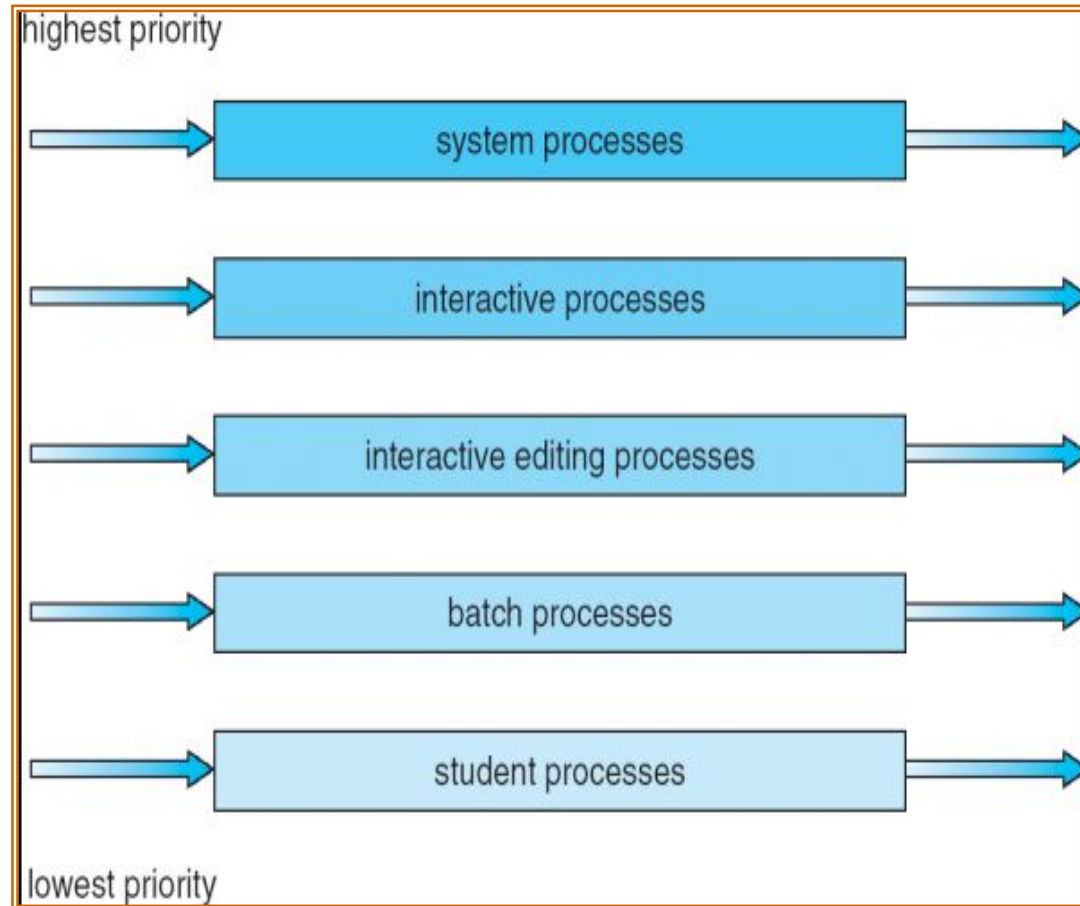 highest priority
system processes
interactive processes
interactive editing processes
batch processes
student processes
lowest priority